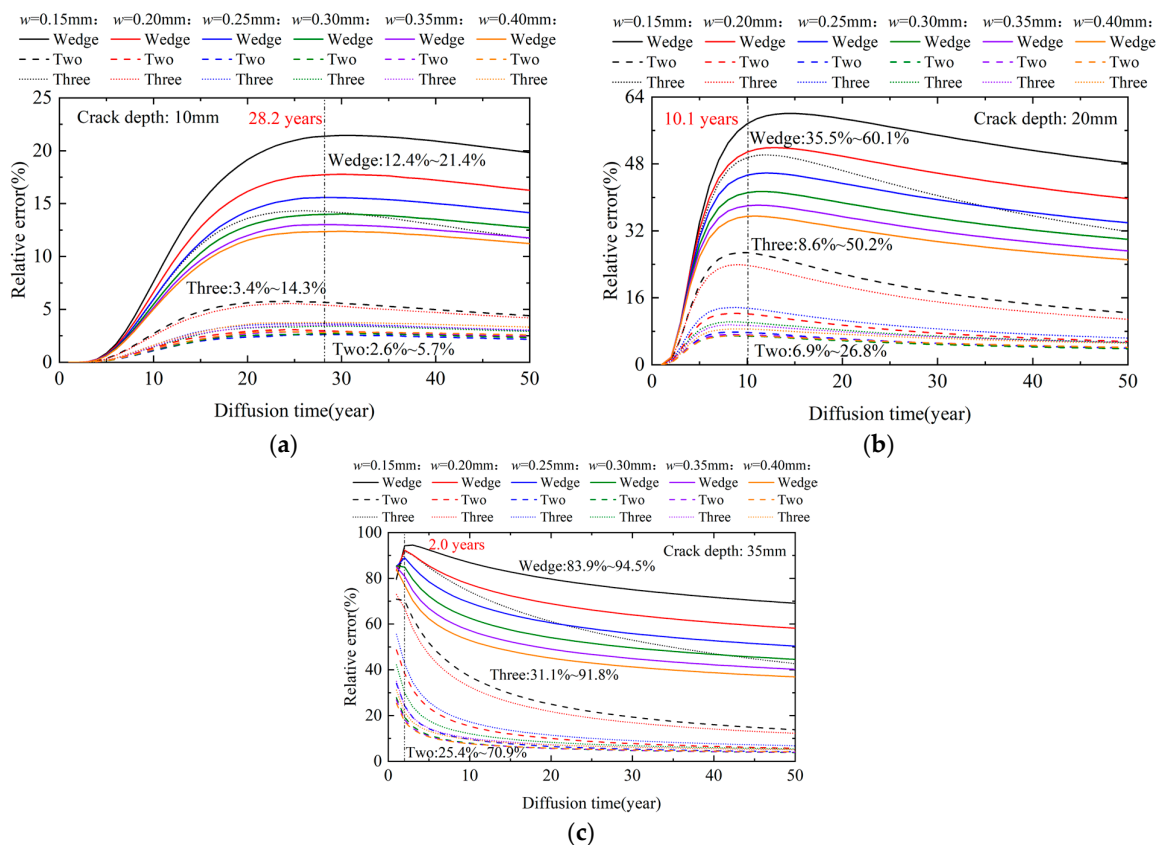 w=0.15mm: w=0.20mm: w=0.25mm: w=0.30mm: w=0.35mm: w=0.40mm:
Wedge Wedge Wedge Wedge Wedge Wedge
Two Two Two Two Two Two
Three Three Three Three Three Three
25
20
15
10
5
0
Relative error(%)
Crack depth: 10mm
28.2 years
Wedge:12.4%~21.4%
Three:3.4%~14.3%
Two:2.6%~5.7%
0 10 20 30 40 50
Diffusion time(year)
(a)
w=0.15mm: w=0.20mm: w=0.25mm: w=0.30mm: w=0.35mm: w=0.40mm:
Wedge Wedge Wedge Wedge Wedge Wedge
Two Two Two Two Two Two
Three Three Three Three Three Three
64
48
32
16
0
Relative error(%)
10.1 years
Crack depth: 20mm
Wedge:35.5%~60.1%
Three:8.6%~50.2%
Two:6.9%~26.8%
0 10 20 30 40 50
Diffusion time(year)
(b)
w=0.15mm: w=0.20mm: w=0.25mm: w=0.30mm: w=0.35mm: w=0.40mm:
Wedge Wedge Wedge Wedge Wedge Wedge
Two Two Two Two Two Two
Three Three Three Three Three Three
100
80
60
40
20
0
Relative error(%)
2.0 years
Crack depth: 35mm
Wedge:83.9%~94.5%
Three:31.1%~91.8%
Two:25.4%~70.9%
0 10 20 30 40 50
Diffusion time(year)
(c)